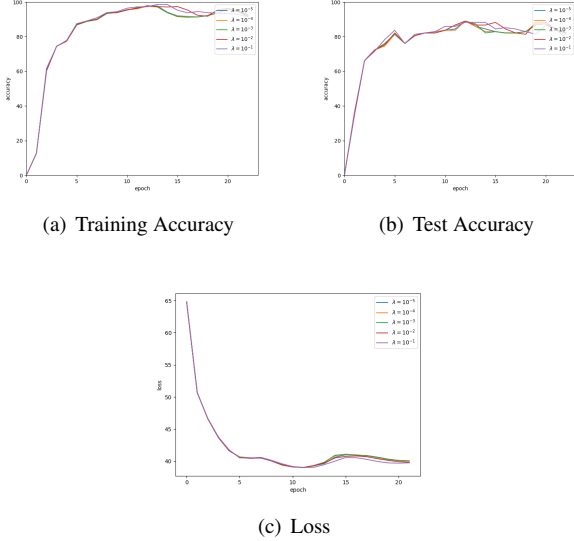 100
80
60
40
20
0
accuracy
0 5 10 15 20
epoch
λ = 10⁻⁵
λ = 10⁻⁴
λ = 10⁻³
λ = 10⁻²
λ = 10⁻¹
(a) Training Accuracy
100
80
60
40
20
0
accuracy
0 5 10 15 20
epoch
λ = 10⁻⁵
λ = 10⁻⁴
λ = 10⁻³
λ = 10⁻²
λ = 10⁻¹
(b) Test Accuracy
65
60
55
50
45
40
loss
0 5 10 15 20
epoch
λ = 10⁻⁵
λ = 10⁻⁴
λ = 10⁻³
λ = 10⁻²
λ = 10⁻¹
(c) Loss